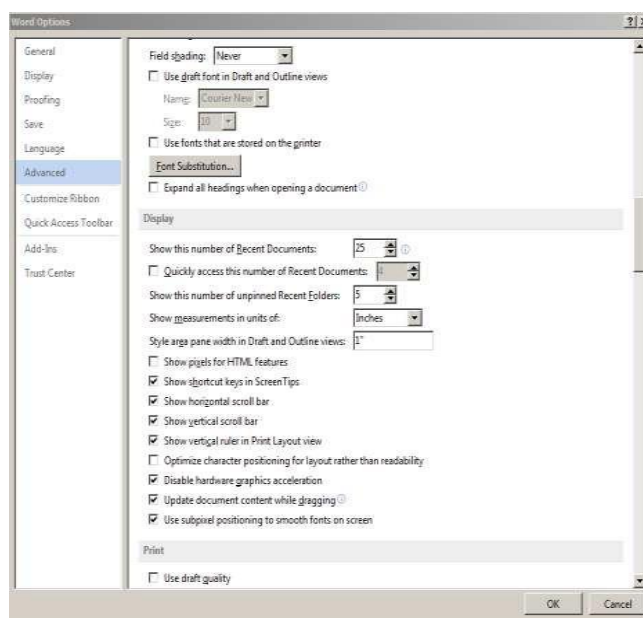 Word Options
General
Display
Proofing
Save
Language
Advanced
Customize Ribbon
Quick Access Toolbar
Add-Ins
Trust Center
Field shading: Never
Use draft font in Draft and Outline views
Name: Courier New
Size: 10
Use fonts that are stored on the printer
Font Substitution...
Expand all headings when opening a document
Display
Show this number of Recent Documents: 25
Quickly access this number of Recent Documents: 4
Show this number of unpinned Recent Folders: 5
Show measurements in units of: Inches
Style area pane width in Draft and Outline views: 1"
Show pixels for HTML features
Show shortcut keys in ScreenTips
Show horizontal scroll bar
Show vertical scroll bar
Show vertical ruler in Print Layout view
Optimize character positioning for layout rather than readability
Disable hardware graphics acceleration
Update document content while dragging
Use subpixel positioning to smooth fonts on screen
Print
Use draft quality
OK Cancel